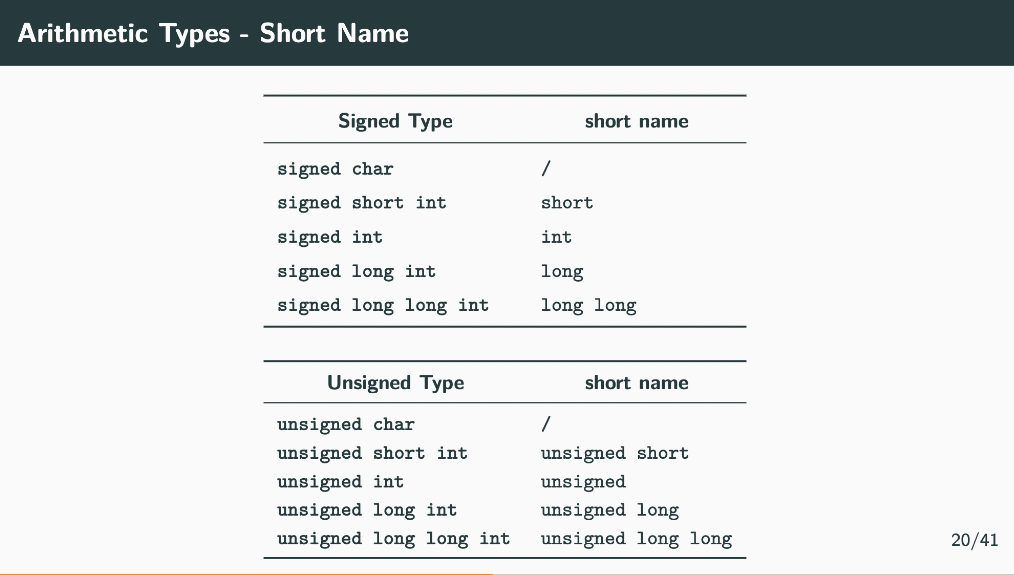 Arithmetic Types - Short Name
Signed Type short name
signed char /
signed short int short
signed int int
signed long int long
signed long long int long long
Unsigned Type short name
unsigned char /
unsigned short int unsigned short
unsigned int unsigned
unsigned long int unsigned long
unsigned long long int unsigned long long
20/41